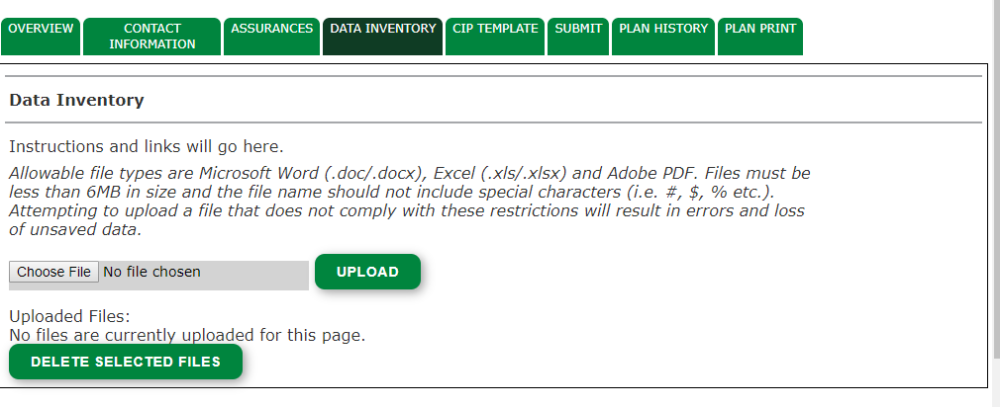 OVERVIEW
CONTACT INFORMATION
ASSURANCES
DATA INVENTORY
CIP TEMPLATE
SUBMIT
PLAN HISTORY
PLAN PRINT
Data Inventory
Instructions and links will go here.
Allowable file types are Microsoft Word (.doc/.docx), Excel (.xls/.xlsx) and Adobe PDF. Files must be
less than 6MB in size and the file name should not include special characters (i.e. #, $, % etc.).
Attempting to upload a file that does not comply with these restrictions will result in errors and loss
of unsaved data.
Choose File No file chosen
UPLOAD
Uploaded Files:
No files are currently uploaded for this page.
DELETE SELECTED FILES